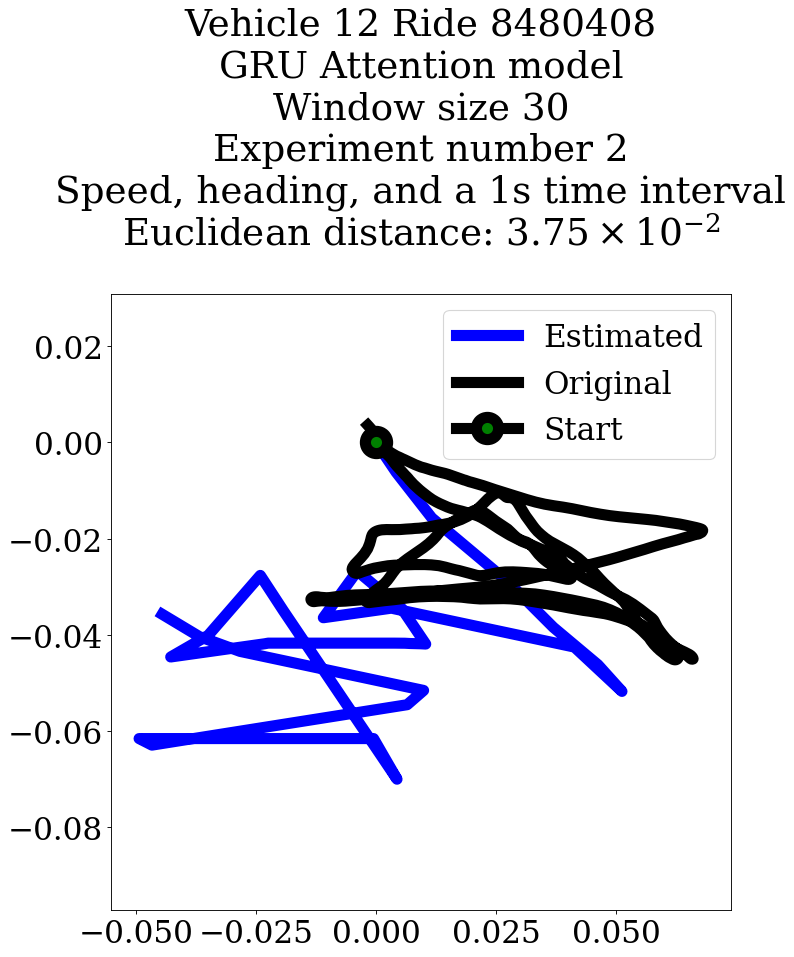 Vehicle 12 Ride 8480408
GRU Attention model
Window size 30
Experiment number 2
Speed, heading, and a 1s time interval
Euclidean distance: 3.75 × 10⁻²
Estimated
Original
Start
0.02
0.00
−0.02
−0.04
−0.06
−0.08
−0.050 −0.025 0.000 0.025 0.050